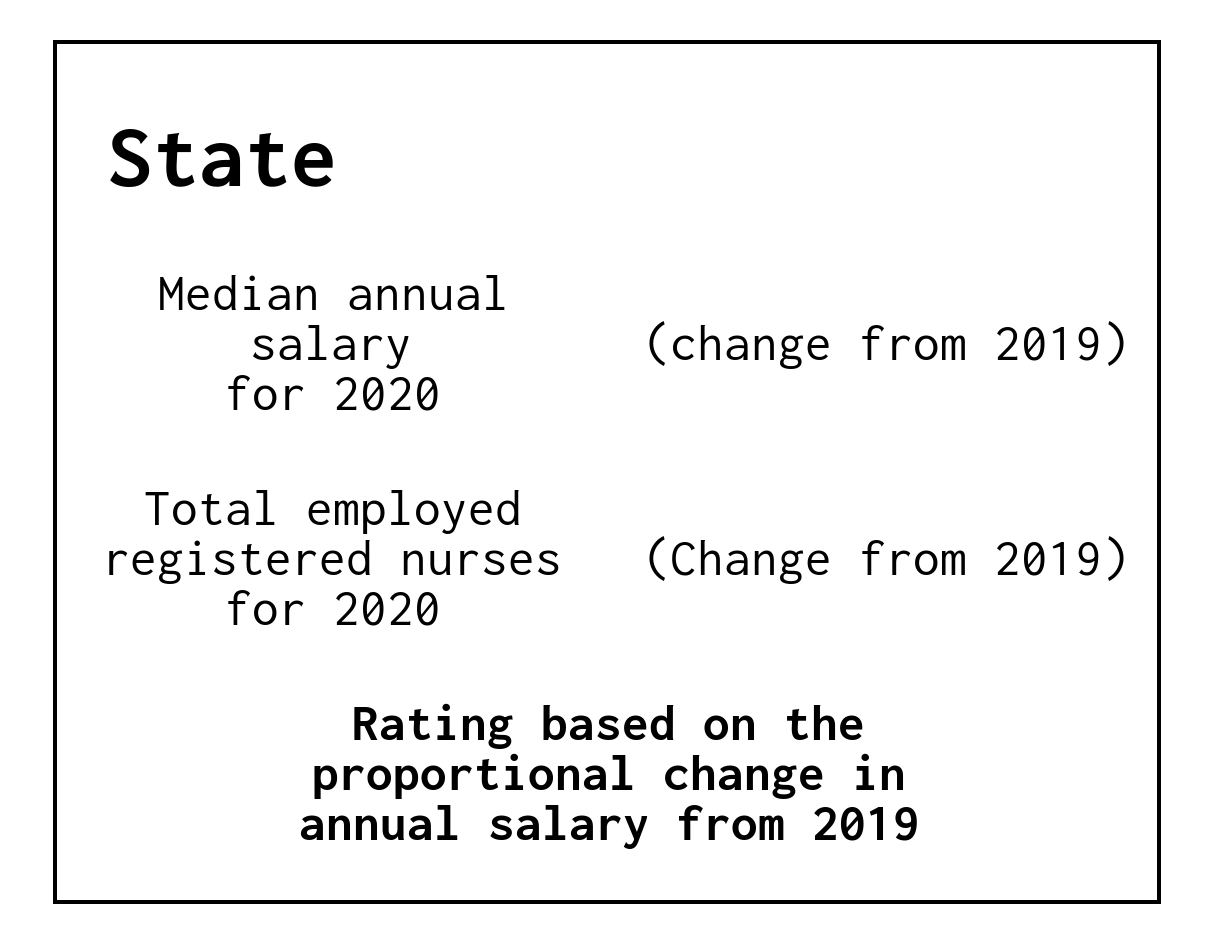 State
Median annual
salary
for 2020
(change from 2019)
Total employed
registered nurses
for 2020
(Change from 2019)
Rating based on the
proportional change in
annual salary from 2019